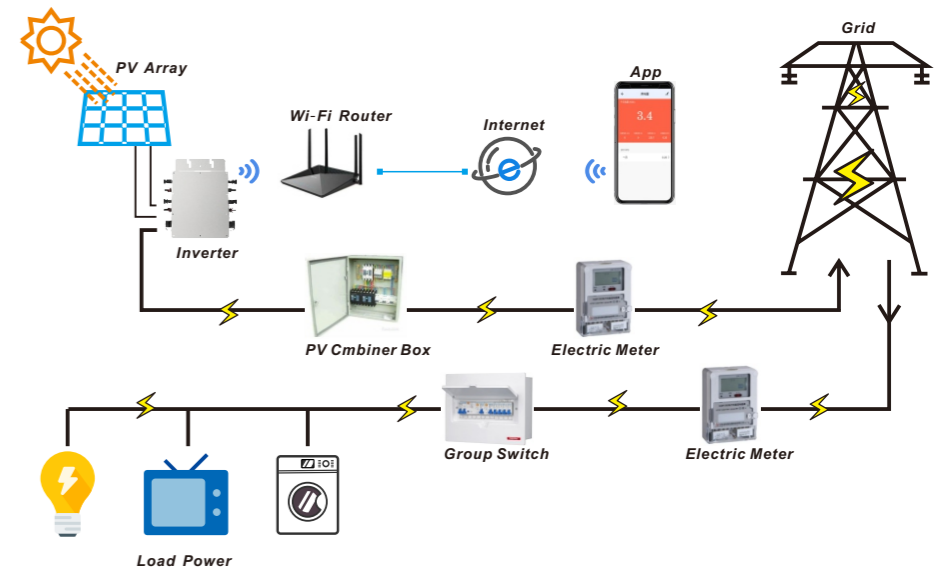 Grid
PV Array
App
Wi-Fi Router
Internet
3.4
Inverter
PV Cmbiner Box
Electric Meter
Group Switch
Electric Meter
Load Power